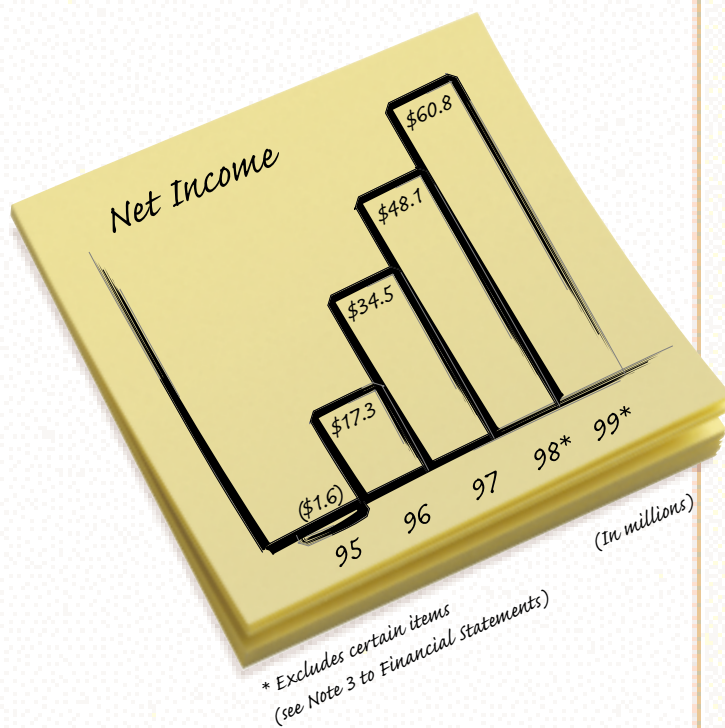 Net Income
$60.8
$48.1
$34.5
$17.3
($1.6)
95 96 97 98* 99*
(In millions)
* Excludes certain items
(see Note 3 to Financial Statements)